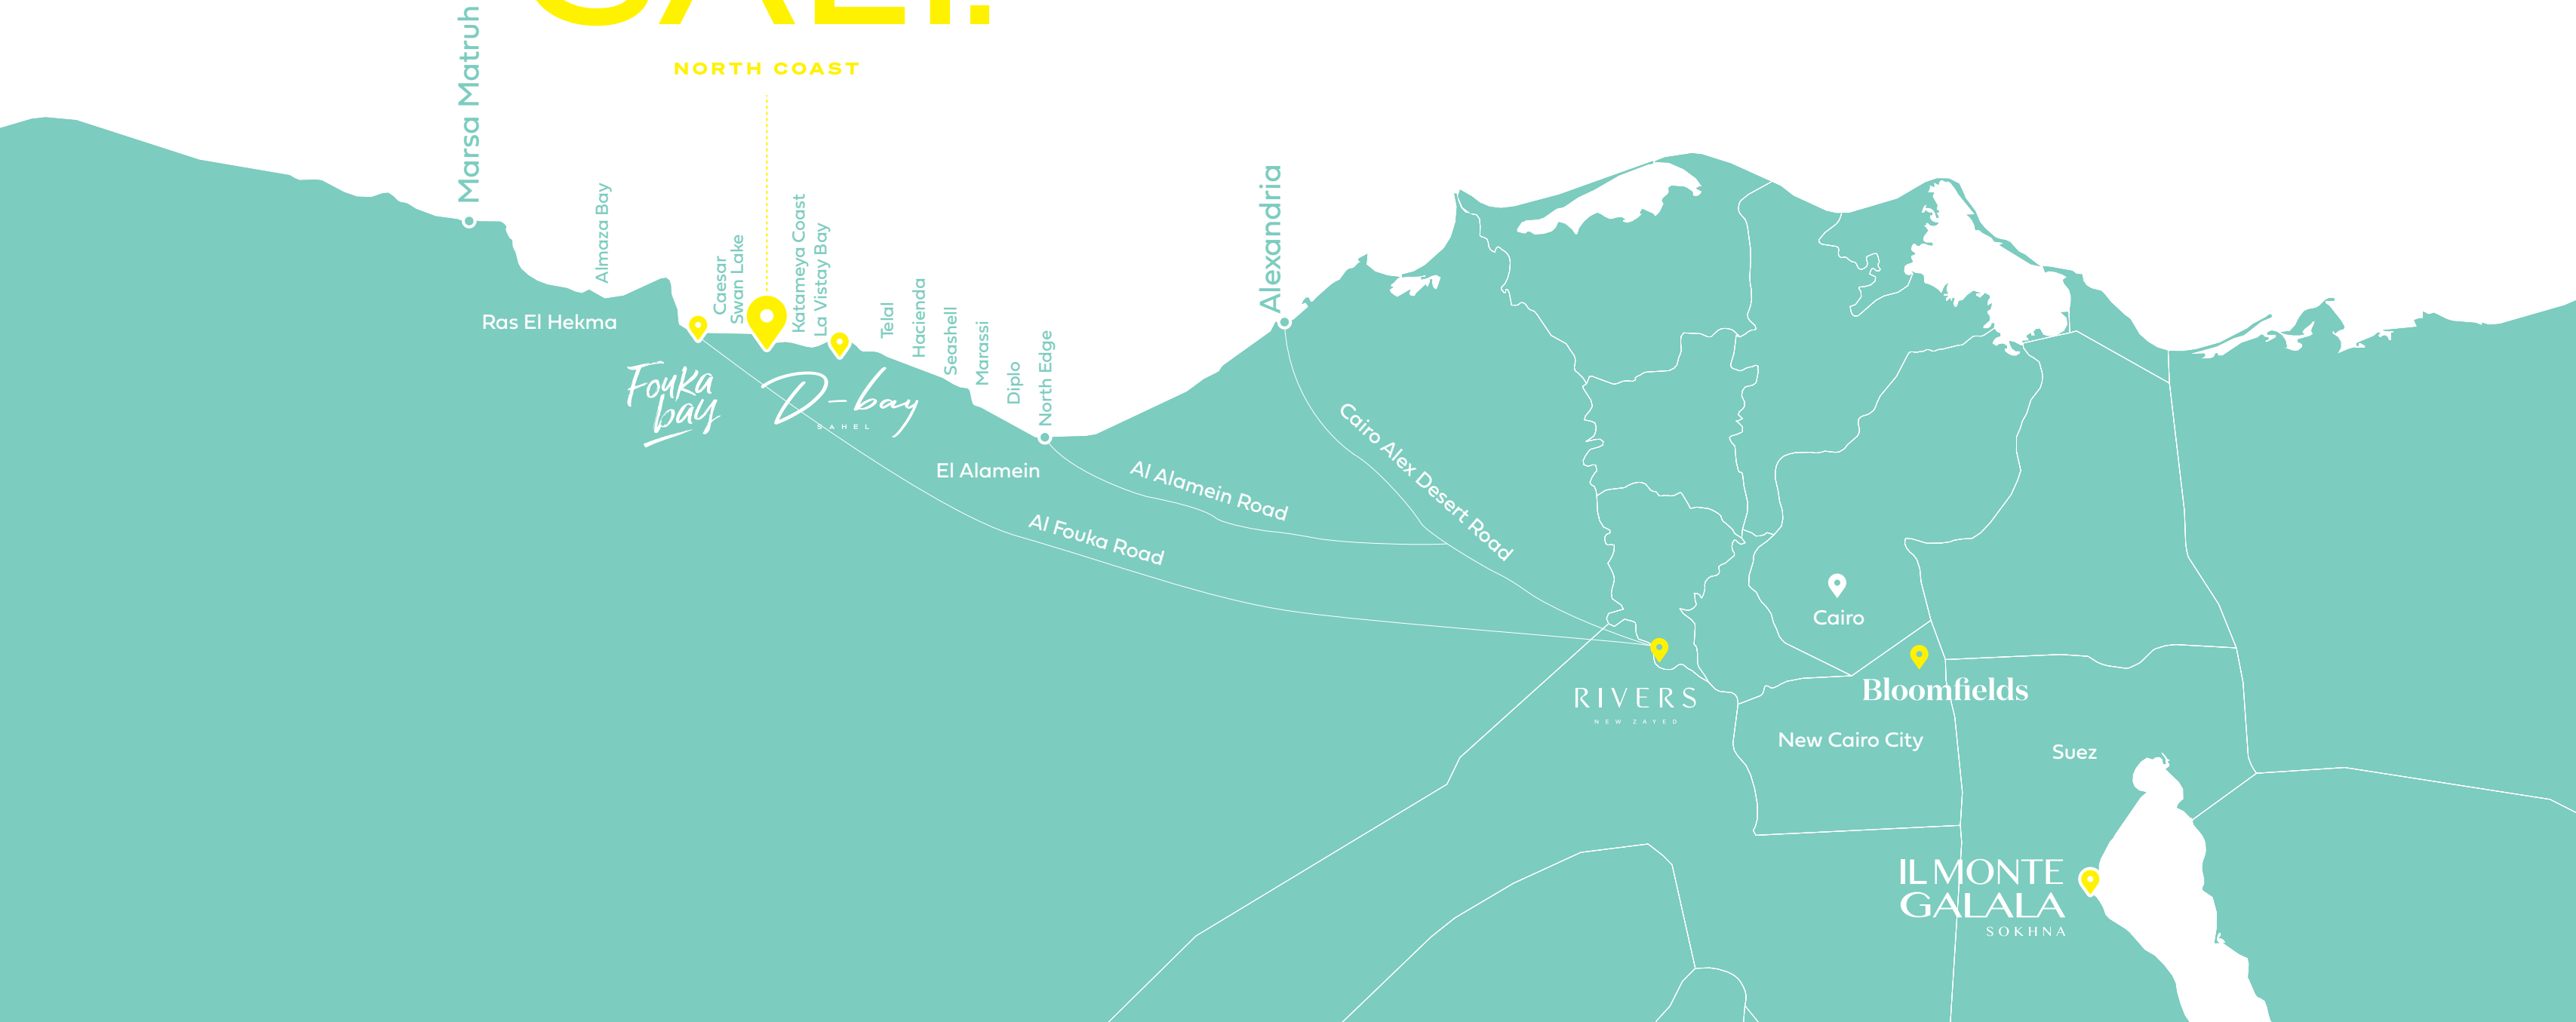 NORTH COAST
Marsa Matruh
Almaza Bay
Caesar
Swan Lake
Katameya Coast
La Vistay Bay
Telal
Hacienda
Seashell
Marassi
Diplo
North Edge
Alexandria
Ras El Hekma
Fouka
bay
D-bay
SAHEL
El Alamein
Al Alamein Road
Al Fouka Road
Cairo Alex Desert Road
Cairo
Bloomfields
RIVERS
NEW ZAYED
New Cairo City
Suez
IL MONTE
GALALA
SOKHNA